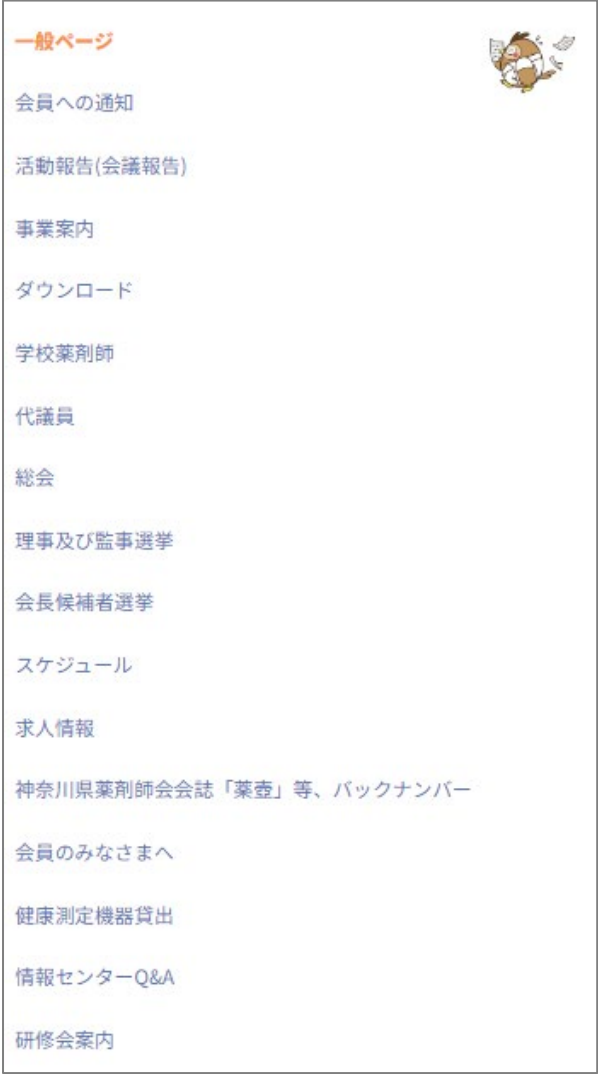 一般ページ
会員への通知
活動報告(会議報告)
事業案内
ダウンロード
学校薬剤師
代議員
総会
理事及び監事選挙
会長候補者選挙
スケジュール
求人情報
神奈川県薬剤師会会誌「薬壺」等、バックナンバー
会員のみなさまへ
健康測定機器貸出
情報センターQ&A
研修会案内